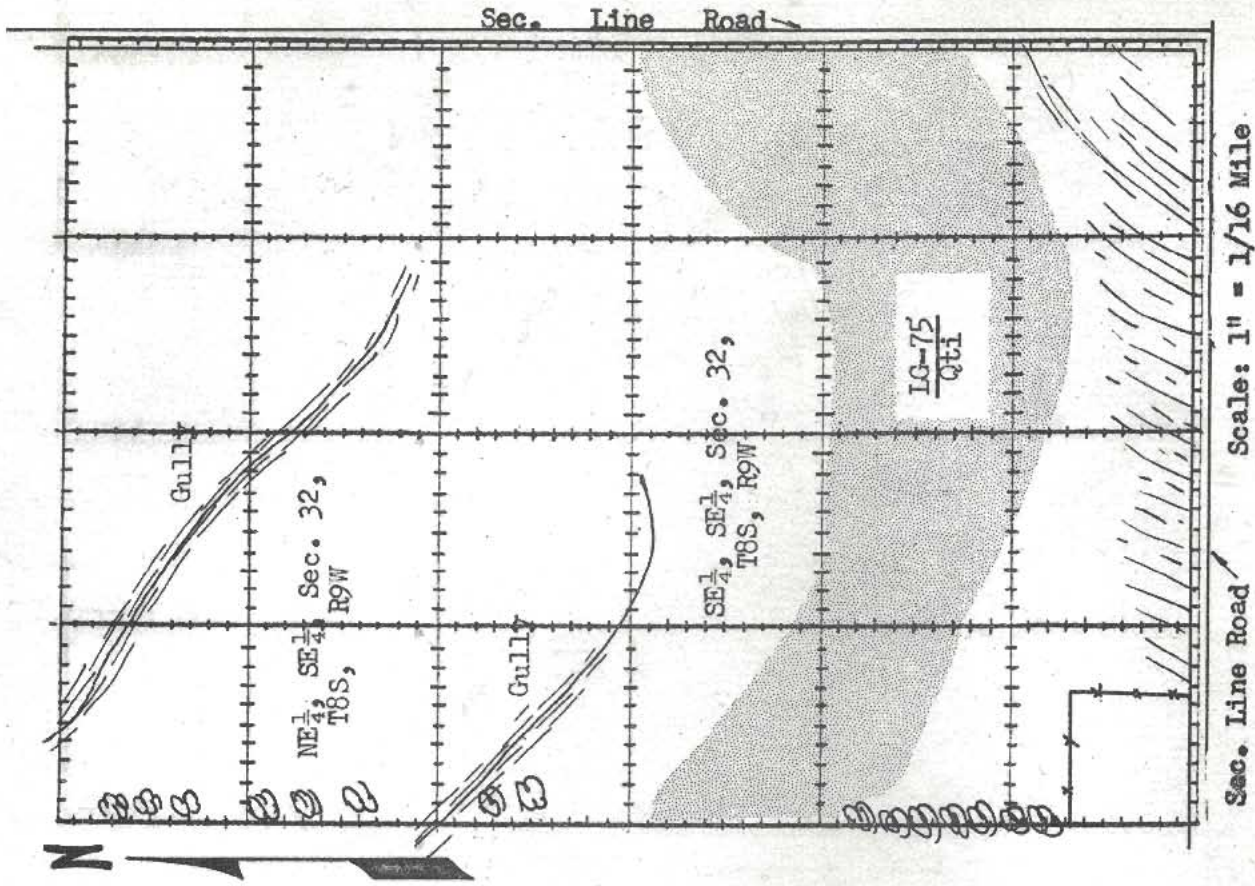 Sec. Line Road
N
Gully
NE¼, SE¼, Sec. 32,
T8S, R9W
Gully
SE¼, SE¼, Sec. 32,
T8S, R9W
LG-75
Qti
Sec. Line Road
Scale: 1" = 1/16 Mile